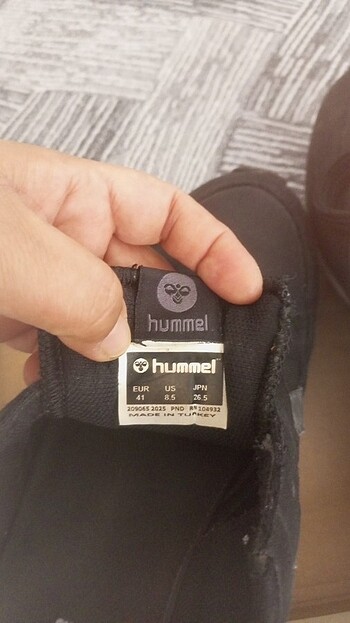 hummel
hummel
EUR US JPN
41 8.5 26.5
209065 2025 PND
MADE IN TURKEY